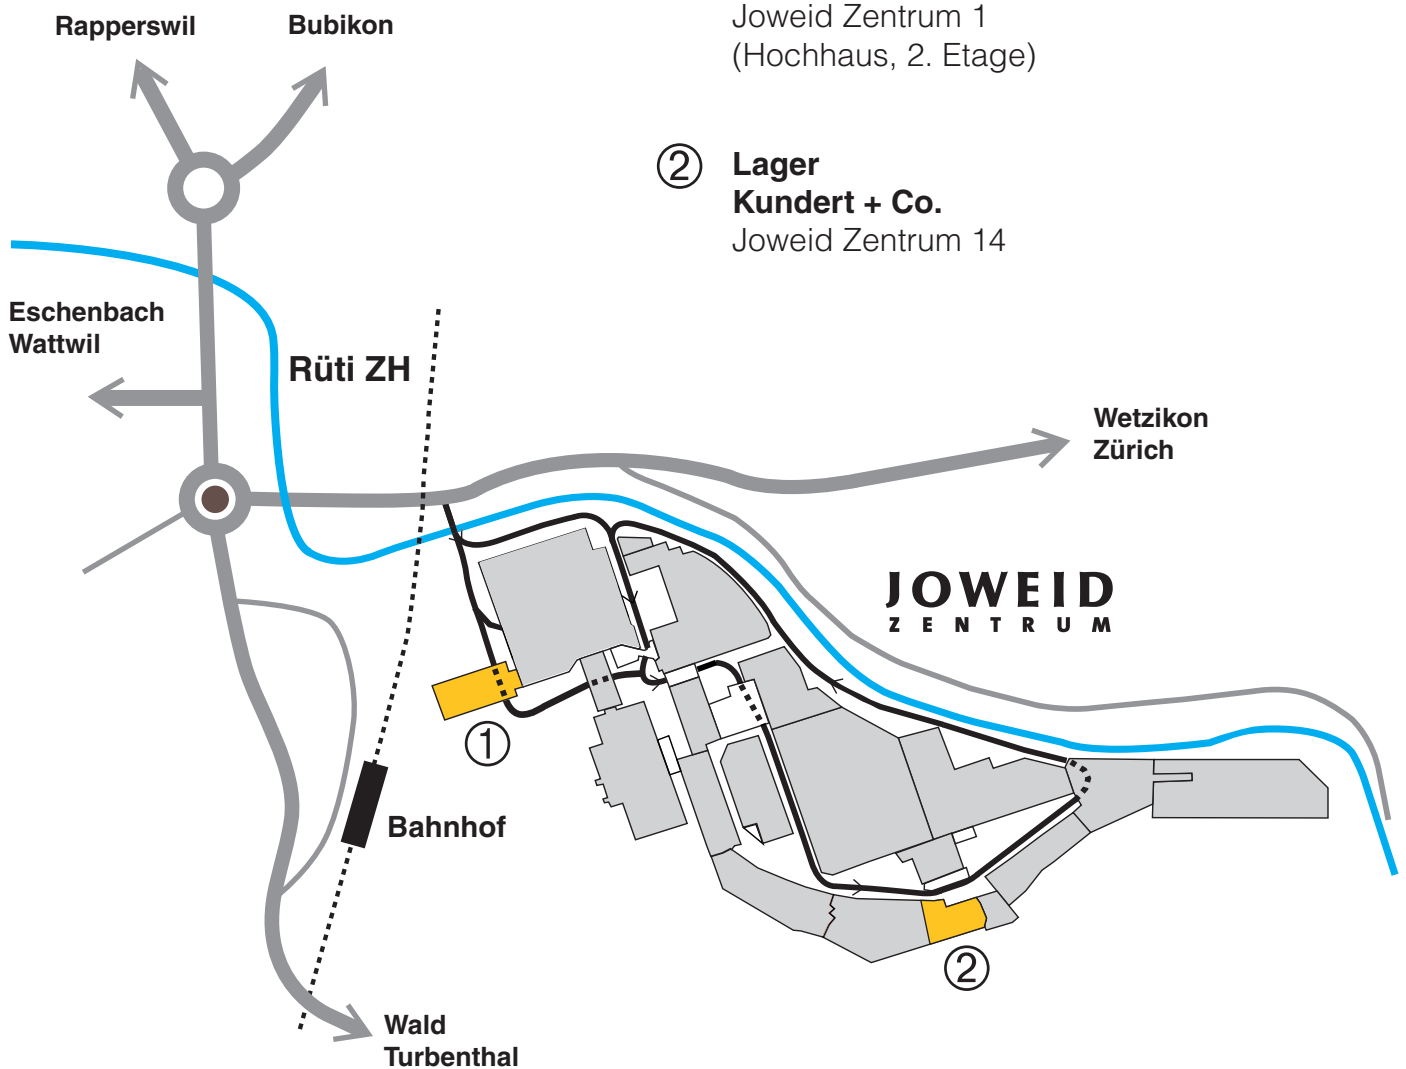 Rapperswil
Bubikon
Joweid Zentrum 1
(Hochhaus, 2. Etage)
2
Lager
Kundert + Co.
Joweid Zentrum 14
Eschenbach
Wattwil
Rüti ZH
Wetzikon
Zürich
JOWEID
ZENTRUM
1
Bahnhof
2
Wald
Turbenthal